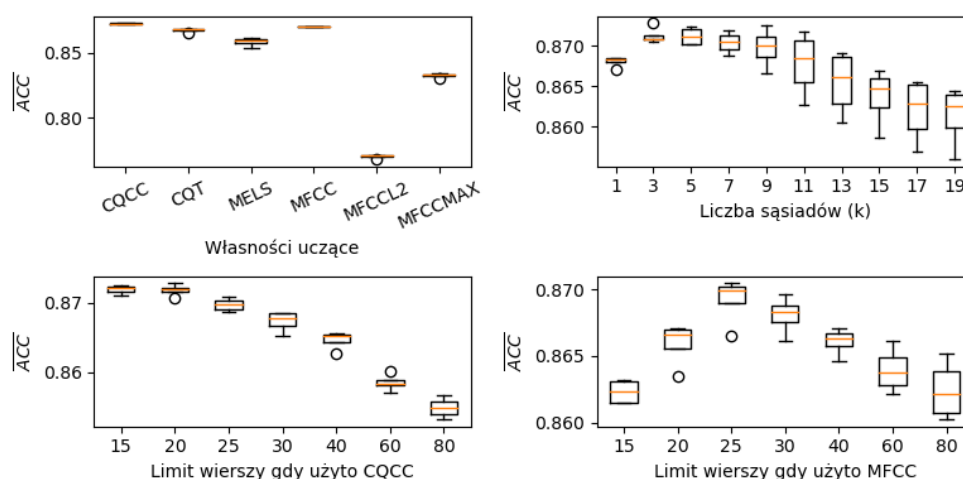 0.85
0.80
ACC
CQCC
CQT
MELS
MFCC
MFCCL2
MFCCMAX
Własności uczące
0.870
0.865
0.860
ACC
1 3 5 7 9 11 13 15 17 19
Liczba sąsiadów (k)
0.87
0.86
ACC
15 20 25 30 40 60 80
Limit wierszy gdy użyto CQCC
0.870
0.865
0.860
ACC
15 20 25 30 40 60 80
Limit wierszy gdy użyto MFCC